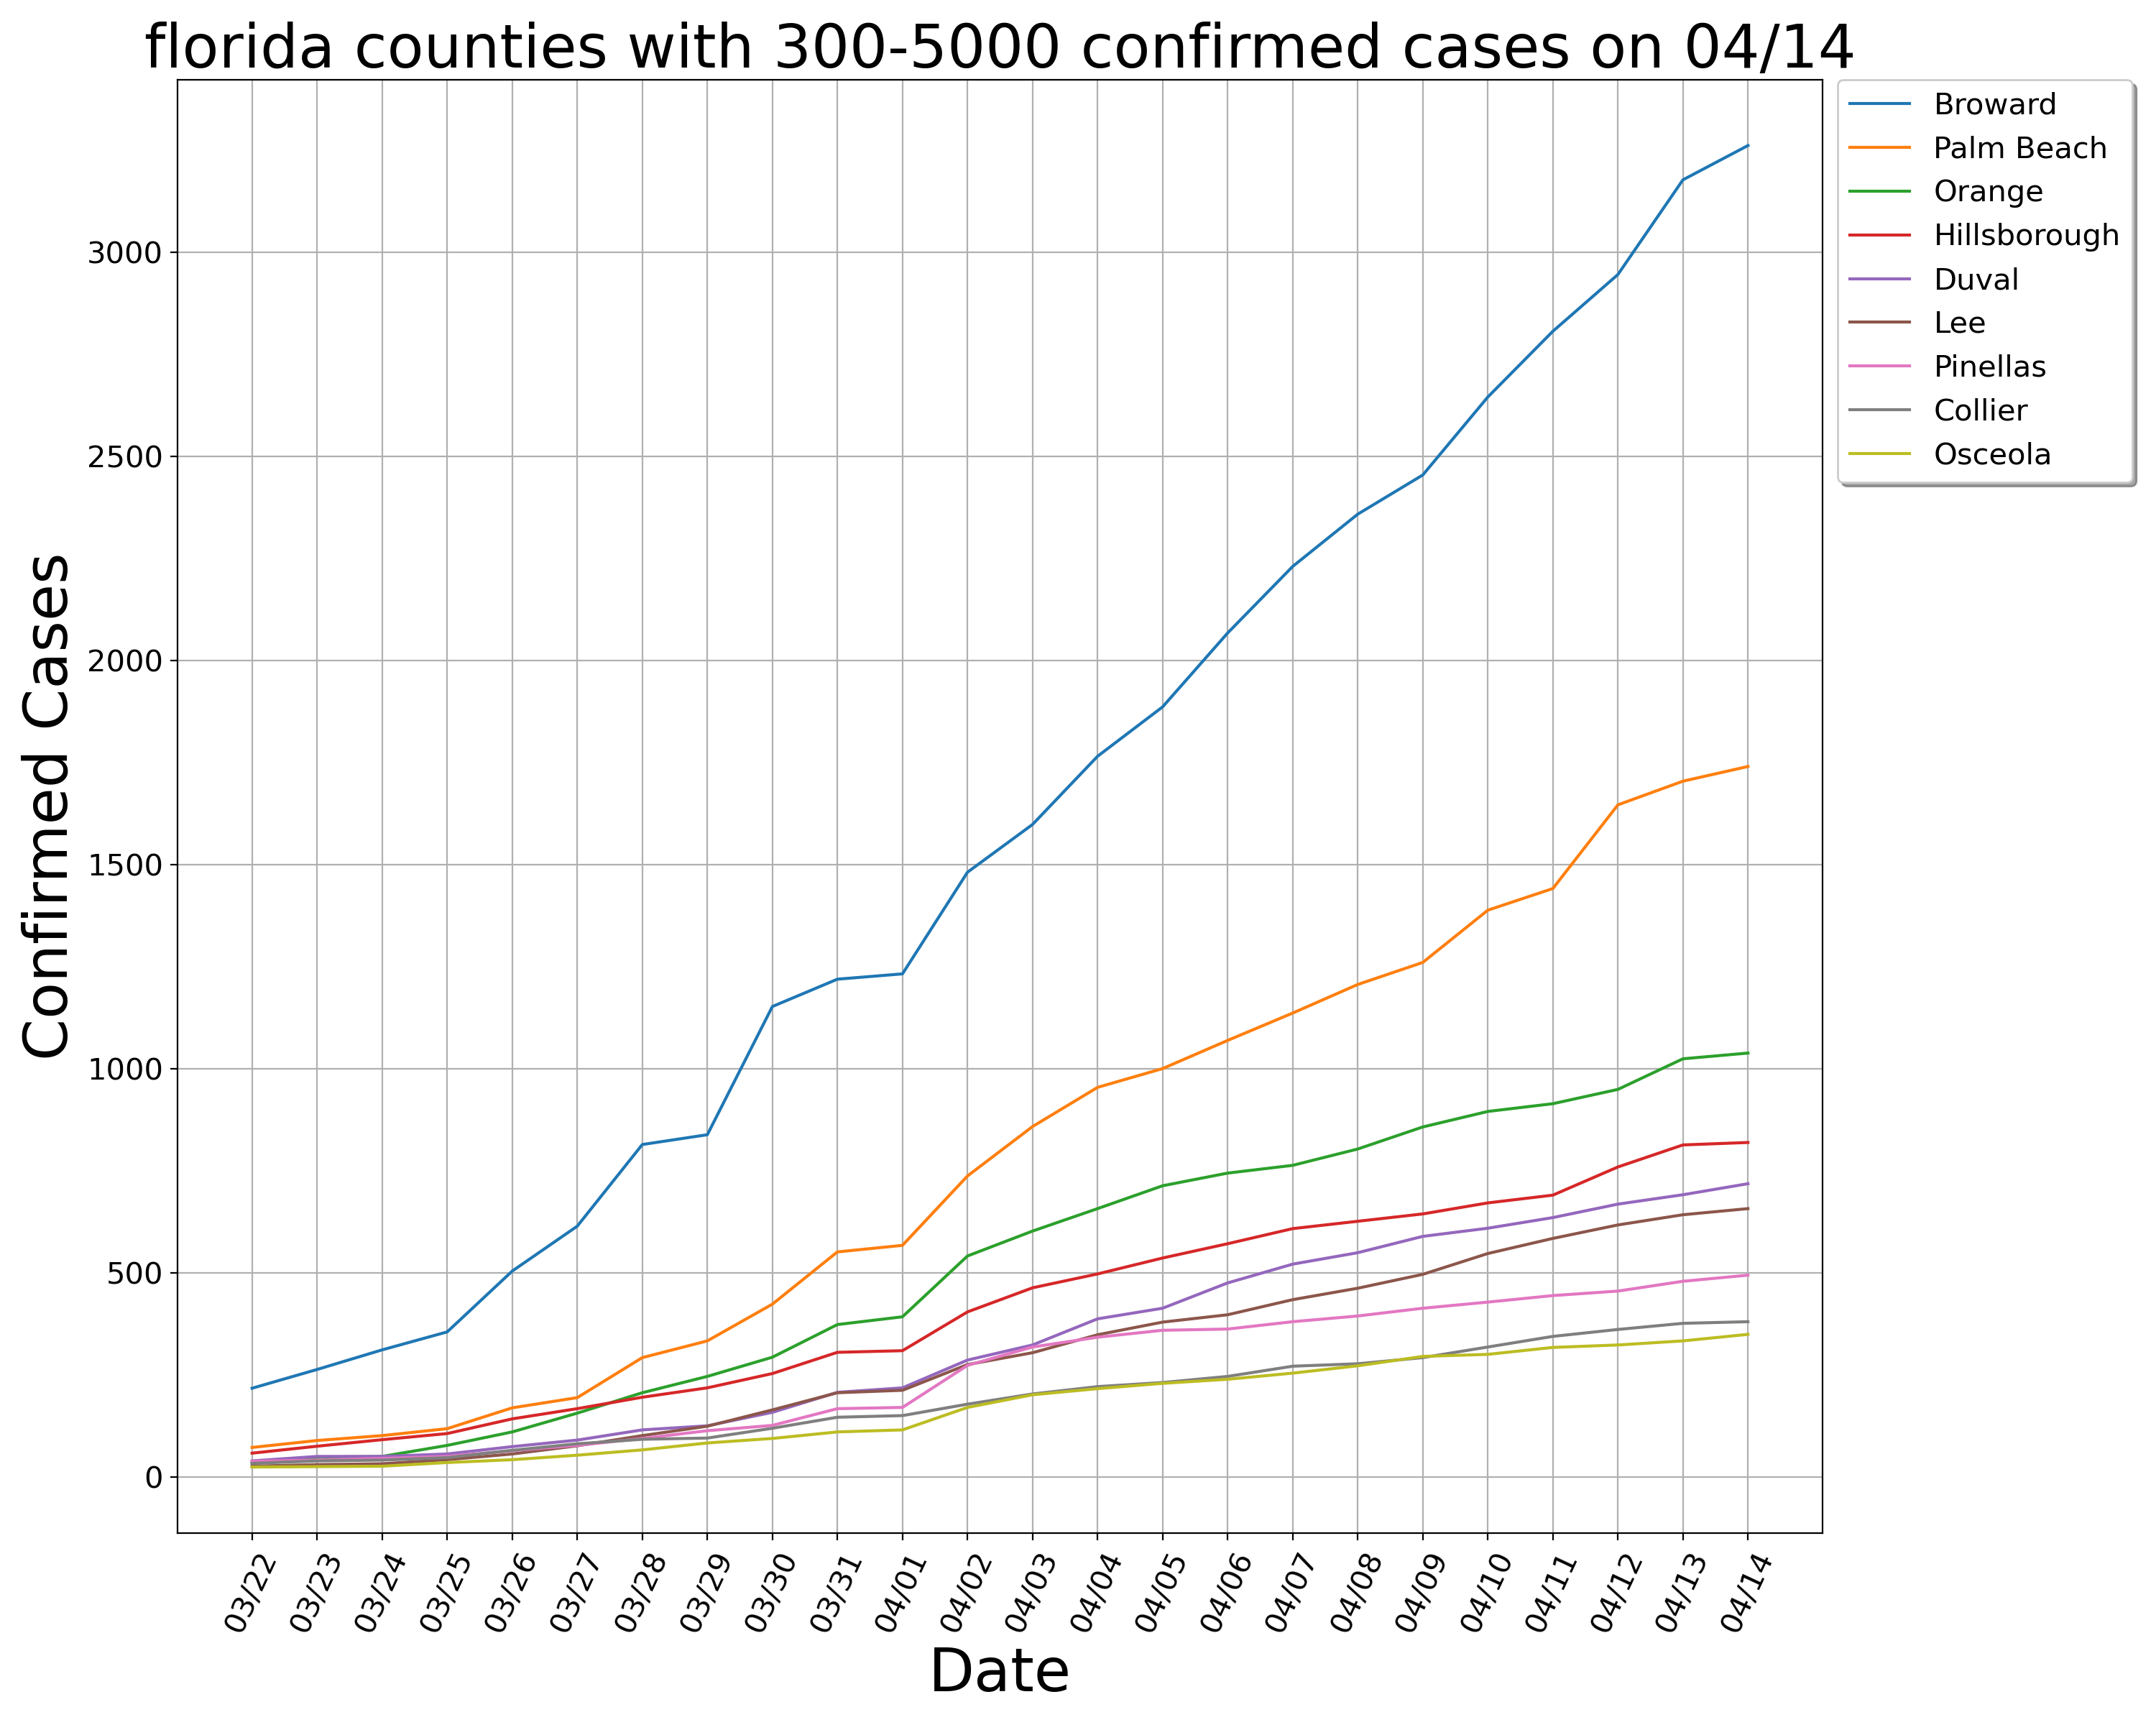 florida counties with 300-5000 confirmed cases on 04/14
Broward
Palm Beach
Orange
Hillsborough
Duval
Lee
Pinellas
Collier
Osceola
Confirmed Cases
3000
2500
2000
1500
1000
500
0
03/22 03/23 03/24 03/25 03/26 03/27 03/28 03/29 03/30 03/31 04/01 04/02 04/03 04/04 04/05 04/06 04/07 04/08 04/09 04/10 04/11 04/12 04/13 04/14
Date